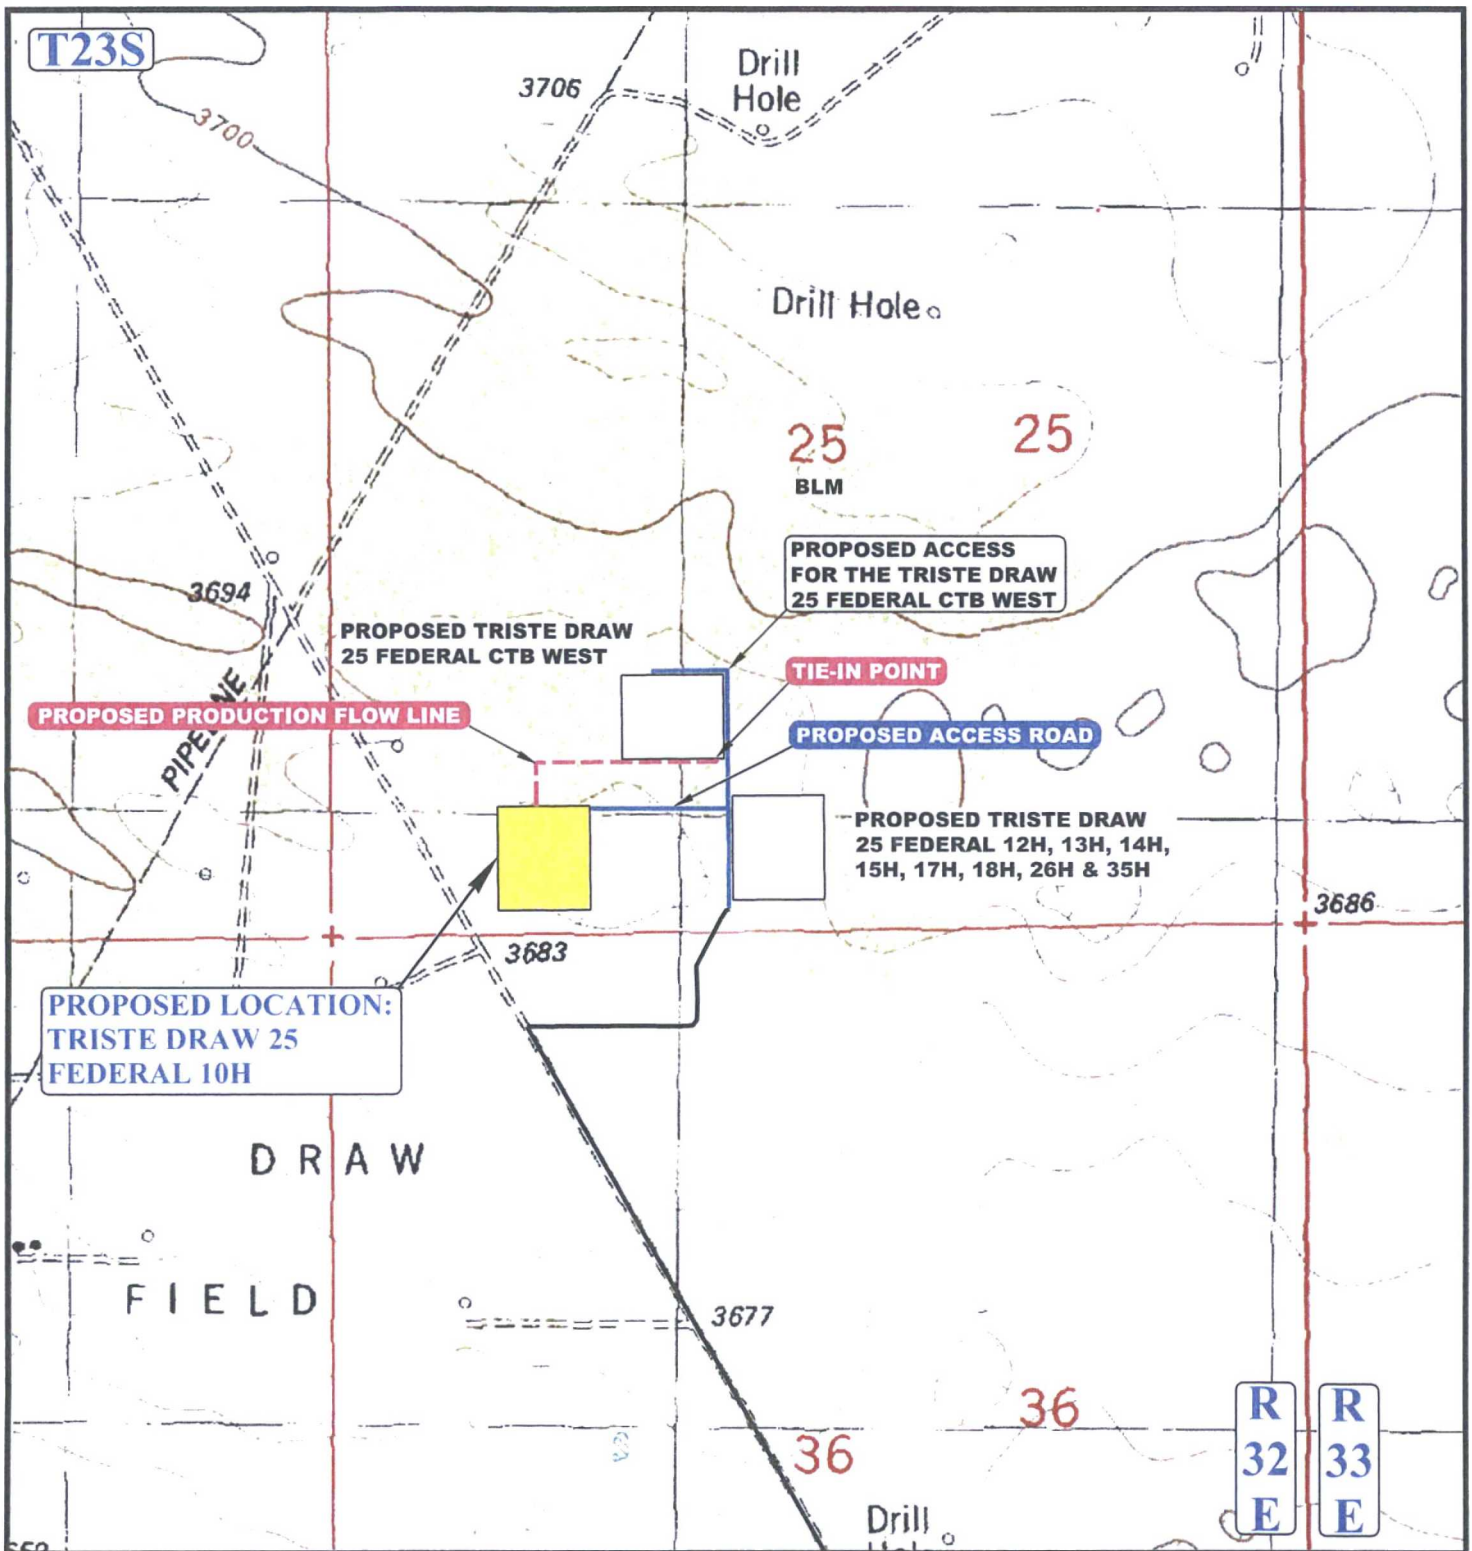 T23S
Drill
Hole
3706
3700
Drill Hole
25
25
BLM
PROPOSED ACCESS
FOR THE TRISTE DRAW
25 FEDERAL CTB WEST
3694
PROPOSED TRISTE DRAW
25 FEDERAL CTB WEST
TIE-IN POINT
PROPOSED PRODUCTION FLOW LINE
PROPOSED ACCESS ROAD
PROPOSED TRISTE DRAW
25 FEDERAL 12H, 13H, 14H,
15H, 17H, 18H, 26H & 35H
3686
3683
PROPOSED LOCATION:
TRISTE DRAW 25
FEDERAL 10H
DRAW
FIELD
3677
36
36
R
32
E
R
33
E
Drill